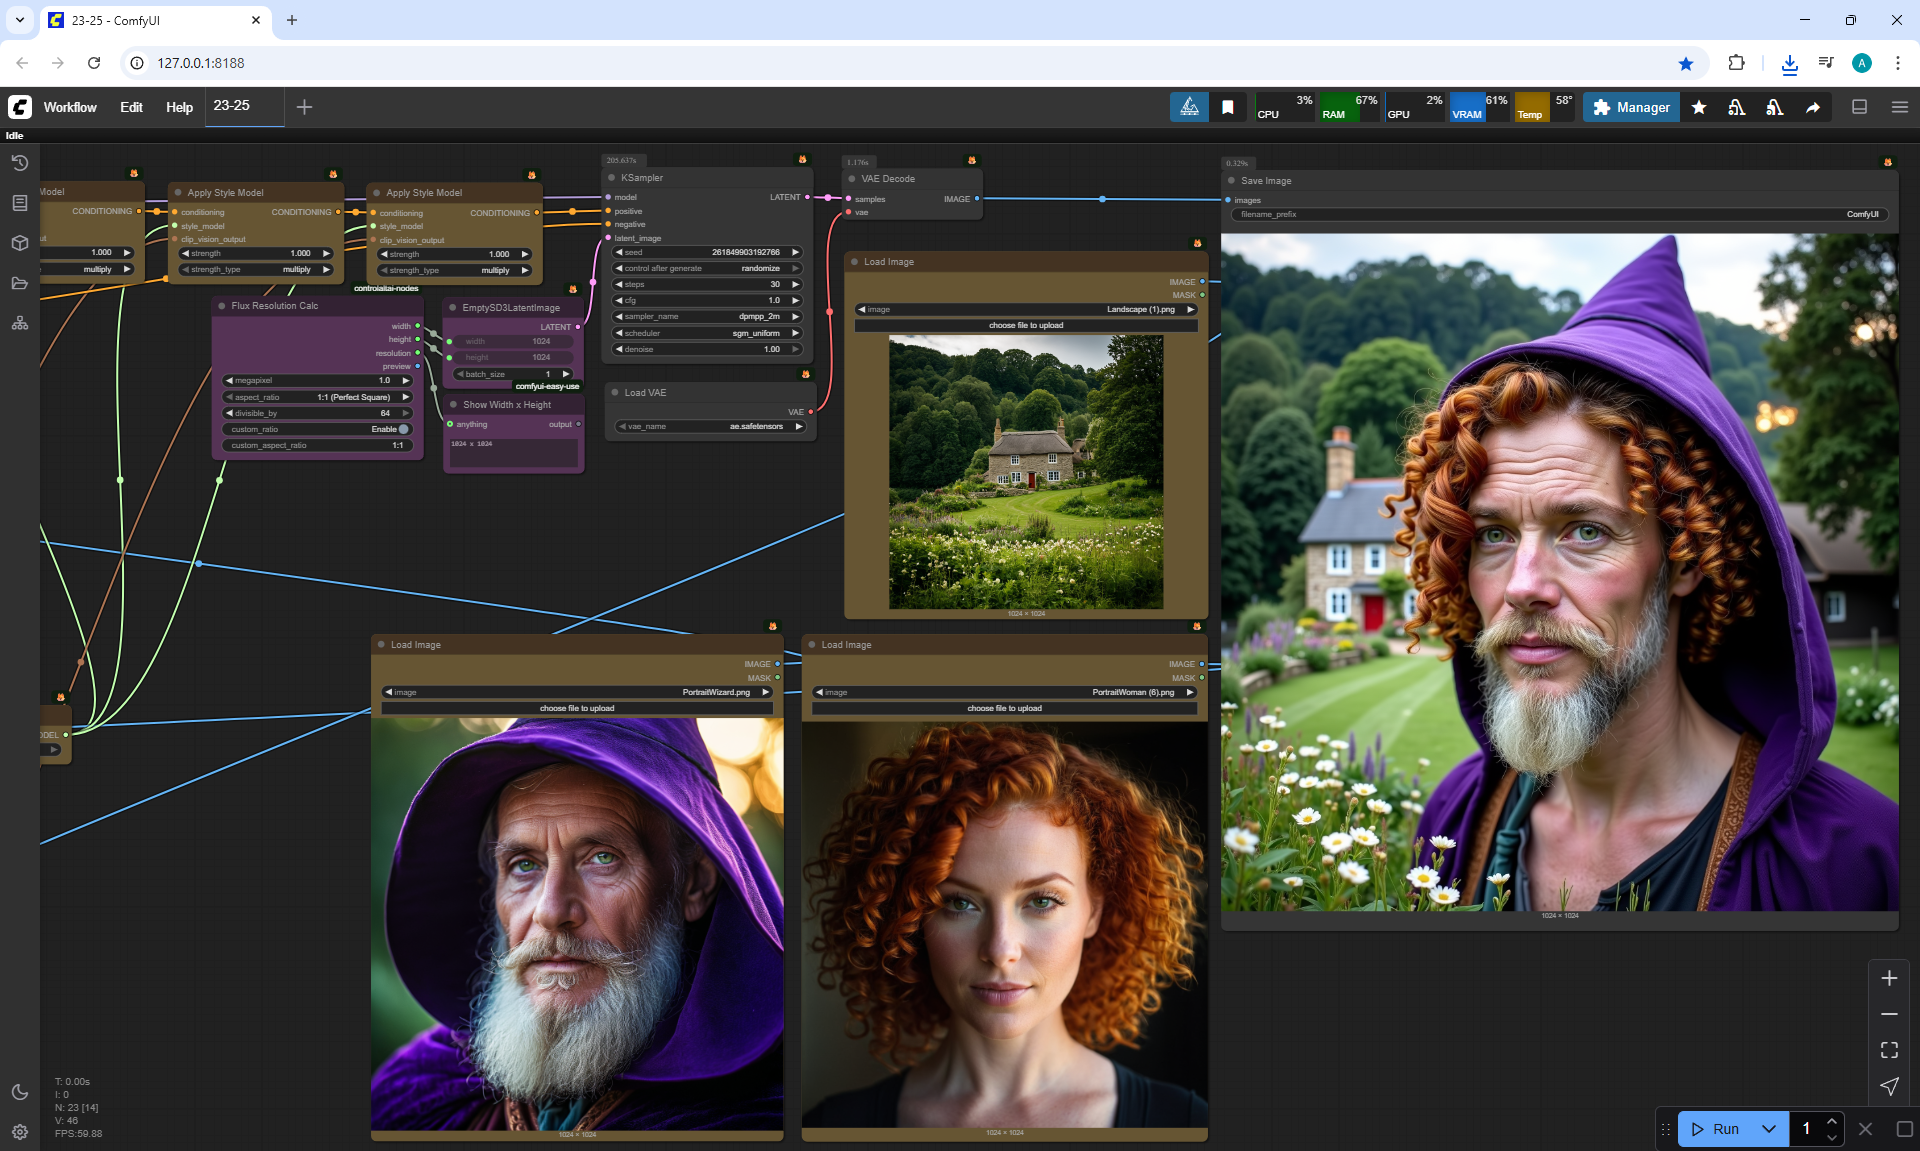 23-25 - ComfyUI
127.0.0.1:8188
A
Workflow
Edit
Help
23-25
CPU 3%
RAM 67%
GPU 2%
VRAM 61%
Temp 58°
Manager
Idle
205.637s
KSampler
model LATENT
positive
negative
latent_image
seed 261849903192766
control after generate randomize
steps 30
cfg 1.0
sampler_name dpmpp_2m
scheduler sgm_uniform
denoise 1.00
1.176s
VAE Decode
samples IMAGE
vae
0.329s
Save Image
images
filename_prefix ComfyUI
1024 × 1024
Model
CONDITIONING
1.000
multiply
Apply Style Model
conditioning CONDITIONING
style_model
clip_vision_output
strength 1.000
strength_type multiply
Apply Style Model
conditioning CONDITIONING
style_model
clip_vision_output
strength 1.000
strength_type multiply
controlaltai-nodes
Flux Resolution Calc
width
height
resolution
preview
megapixel 1.0
aspect_ratio 1:1 (Perfect Square)
divisible_by 64
custom_ratio Enable
custom_aspect_ratio 1:1
EmptySD3LatentImage
LATENT
width 1024
height 1024
batch_size 1
comfyui-easy-use
Show Width x Height
anything output
1024 x 1024
Load VAE
VAE
vae_name ae.safetensors
Load Image
IMAGE
MASK
image Landscape (1).png
choose file to upload
1024 × 1024
Load Image
IMAGE
MASK
image PortraitWizard.png
choose file to upload
1024 × 1024
Load Image
IMAGE
MASK
image PortraitWoman (6).png
choose file to upload
1024 × 1024
T: 0.00s
I: 0
N: 23 [14]
V: 46
FPS:59.88
Run
1